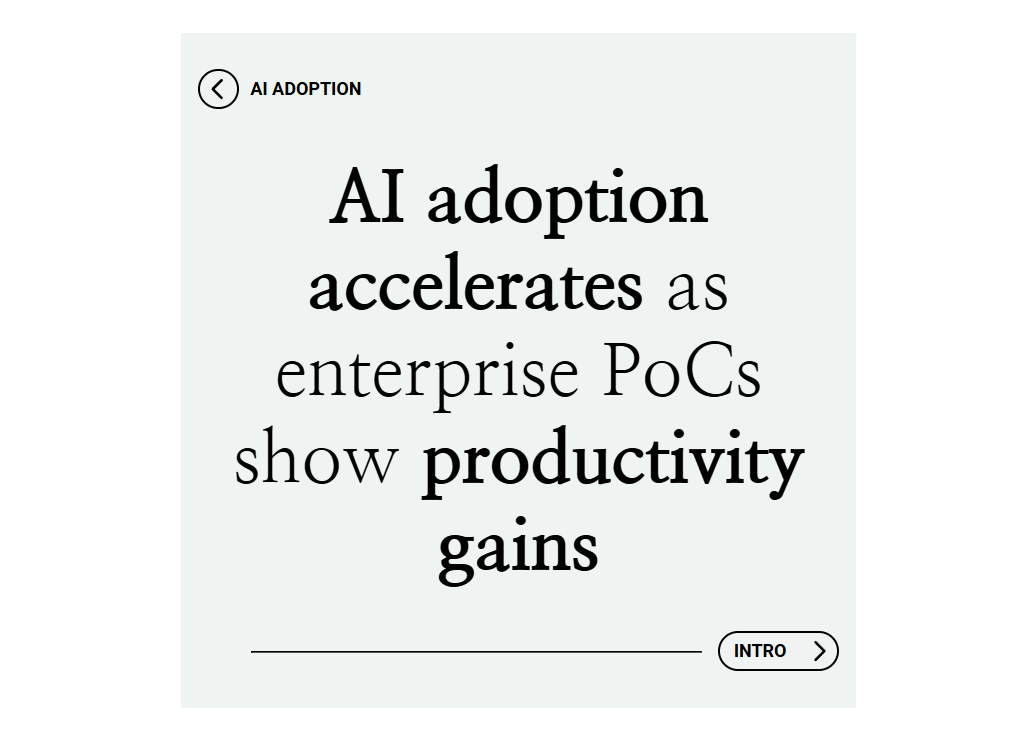 AI ADOPTION
AI adoption
accelerates as
enterprise PoCs
show productivity
gains
INTRO